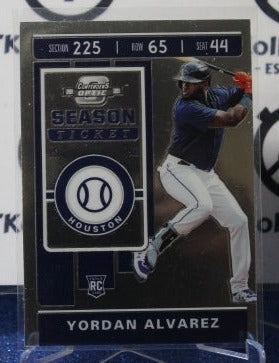 SECTION 225 | ROW 65 | SEAT 44
CONTENDERS
OPTIC
SEASON
TICKET
HOUSTON
RC
YORDAN ALVAREZ